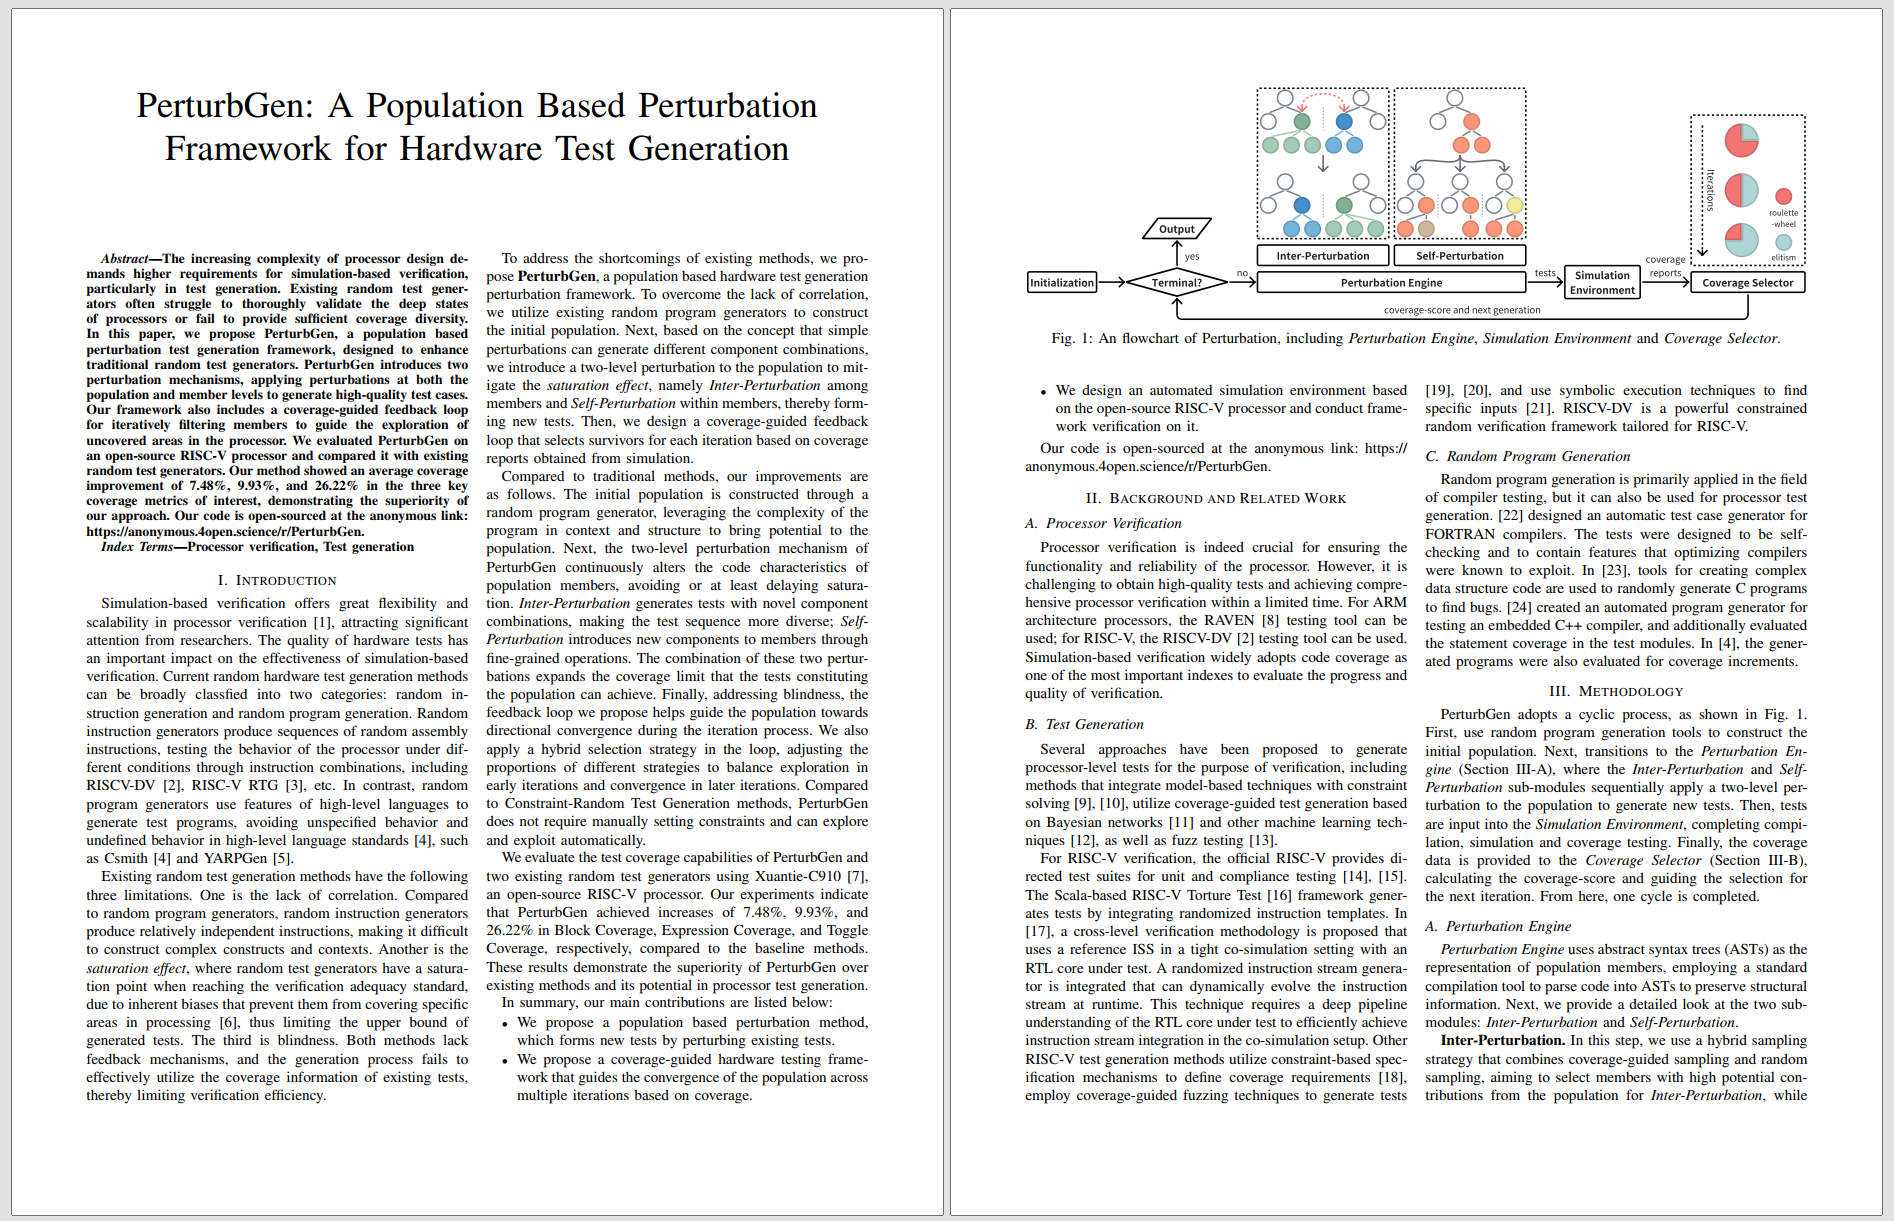 PerturbGen: A Population Based Perturbation
Framework for Hardware Test Generation
Abstract—The increasing complexity of processor design de-
mands higher requirements for simulation-based verification,
particularly in test generation. Existing random test gener-
ators often struggle to thoroughly validate the deep states
of processors or fail to provide sufficient coverage diversity.
In this paper, we propose PerturbGen, a population based
perturbation test generation framework, designed to enhance
traditional random test generators. PerturbGen introduces two
perturbation mechanisms, applying perturbations at both the
population and member levels to generate high-quality test cases.
Our framework also includes a coverage-guided feedback loop
for iteratively filtering members to guide the exploration of
uncovered areas in the processor. We evaluated PerturbGen on
an open-source RISC-V processor and compared it with existing
random test generators. Our method showed an average coverage
improvement of 7.48%, 9.93%, and 26.22% in the three key
coverage metrics of interest, demonstrating the superiority of
our approach. Our code is open-sourced at the anonymous link:
https://anonymous.4open.science/r/PerturbGen.
Index Terms—Processor verification, Test generation
I. INTRODUCTION
Simulation-based verification offers great flexibility and
scalability in processor verification [1], attracting significant
attention from researchers. The quality of hardware tests has
an important impact on the effectiveness of simulation-based
verification. Current random hardware test generation methods
can be broadly classfied into two categories: random in-
struction generation and random program generation. Random
instruction generators produce sequences of random assembly
instructions, testing the behavior of the processor under dif-
ferent conditions through instruction combinations, including
RISCV-DV [2], RISC-V RTG [3], etc. In contrast, random
program generators use features of high-level languages to
generate test programs, avoiding unspecified behavior and
undefined behavior in high-level language standards [4], such
as Csmith [4] and YARPGen [5].
Existing random test generation methods have the following
three limitations. One is the lack of correlation. Compared
to random program generators, random instruction generators
produce relatively independent instructions, making it difficult
to construct complex constructs and contexts. Another is the
saturation effect, where random test generators have a satura-
tion point when reaching the verification adequacy standard,
due to inherent biases that prevent them from covering specific
areas in processing [6], thus limiting the upper bound of
generated tests. The third is blindness. Both methods lack
feedback mechanisms, and the generation process fails to
effectively utilize the coverage information of existing tests,
thereby limiting verification efficiency.
To address the shortcomings of existing methods, we pro-
pose PerturbGen, a population based hardware test generation
perturbation framework. To overcome the lack of correlation,
we utilize existing random program generators to construct
the initial population. Next, based on the concept that simple
perturbations can generate different component combinations,
we introduce a two-level perturbation to the population to mit-
igate the saturation effect, namely Inter-Perturbation among
members and Self-Perturbation within members, thereby form-
ing new tests. Then, we design a coverage-guided feedback
loop that selects survivors for each iteration based on coverage
reports obtained from simulation.
Compared to traditional methods, our improvements are
as follows. The initial population is constructed through a
random program generator, leveraging the complexity of the
program in context and structure to bring potential to the
population. Next, the two-level perturbation mechanism of
PerturbGen continuously alters the code characteristics of
population members, avoiding or at least delaying satura-
tion. Inter-Perturbation generates tests with novel component
combinations, making the test sequence more diverse; Self-
Perturbation introduces new components to members through
fine-grained operations. The combination of these two pertur-
bations expands the coverage limit that the tests constituting
the population can achieve. Finally, addressing blindness, the
feedback loop we propose helps guide the population towards
directional convergence during the iteration process. We also
apply a hybrid selection strategy in the loop, adjusting the
proportions of different strategies to balance exploration in
early iterations and convergence in later iterations. Compared
to Constraint-Random Test Generation methods, PerturbGen
does not require manually setting constraints and can explore
and exploit automatically.
We evaluate the test coverage capabilities of PerturbGen and
two existing random test generators using Xuantie-C910 [7],
an open-source RISC-V processor. Our experiments indicate
that PerturbGen achieved increases of 7.48%, 9.93%, and
26.22% in Block Coverage, Expression Coverage, and Toggle
Coverage, respectively, compared to the baseline methods.
These results demonstrate the superiority of PerturbGen over
existing methods and its potential in processor test generation.
In summary, our main contributions are listed below:
• We propose a population based perturbation method,
which forms new tests by perturbing existing tests.
• We propose a coverage-guided hardware testing frame-
work that guides the convergence of the population across
multiple iterations based on coverage.
Initialization
Terminal?
Output
yes
no
Inter-Perturbation
Self-Perturbation
Perturbation Engine
tests
Simulation
Environment
coverage
reports
Coverage Selector
Iterations
roulette
-wheel
elitism
coverage-score and next generation
Fig. 1: An flowchart of Perturbation, including Perturbation Engine, Simulation Environment and Coverage Selector.
• We design an automated simulation environment based
on the open-source RISC-V processor and conduct frame-
work verification on it.
Our code is open-sourced at the anonymous link: https://
anonymous.4open.science/r/PerturbGen.
II. BACKGROUND AND RELATED WORK
A. Processor Verification
Processor verification is indeed crucial for ensuring the
functionality and reliability of the processor. However, it is
challenging to obtain high-quality tests and achieving compre-
hensive processor verification within a limited time. For ARM
architecture processors, the RAVEN [8] testing tool can be
used; for RISC-V, the RISCV-DV [2] testing tool can be used.
Simulation-based verification widely adopts code coverage as
one of the most important indexes to evaluate the progress and
quality of verification.
B. Test Generation
Several approaches have been proposed to generate
processor-level tests for the purpose of verification, including
methods that integrate model-based techniques with constraint
solving [9], [10], utilize coverage-guided test generation based
on Bayesian networks [11] and other machine learning tech-
niques [12], as well as fuzz testing [13].
For RISC-V verification, the official RISC-V provides di-
rected test suites for unit and compliance testing [14], [15].
The Scala-based RISC-V Torture Test [16] framework gener-
ates tests by integrating randomized instruction templates. In
[17], a cross-level verification methodology is proposed that
uses a reference ISS in a tight co-simulation setting with an
RTL core under test. A randomized instruction stream genera-
tor is integrated that can dynamically evolve the instruction
stream at runtime. This technique requires a deep pipeline
understanding of the RTL core under test to efficiently achieve
instruction stream integration in the co-simulation setup. Other
RISC-V test generation methods utilize constraint-based spec-
ification mechanisms to define coverage requirements [18],
employ coverage-guided fuzzing techniques to generate tests
[19], [20], and use symbolic execution techniques to find
specific inputs [21]. RISCV-DV is a powerful constrained
random verification framework tailored for RISC-V.
C. Random Program Generation
Random program generation is primarily applied in the field
of compiler testing, but it can also be used for processor test
generation. [22] designed an automatic test case generator for
FORTRAN compilers. The tests were designed to be self-
checking and to contain features that optimizing compilers
were known to exploit. In [23], tools for creating complex
data structure code are used to randomly generate C programs
to find bugs. [24] created an automated program generator for
testing an embedded C++ compiler, and additionally evaluated
the statement coverage in the test modules. In [4], the gener-
ated programs were also evaluated for coverage increments.
III. METHODOLOGY
PerturbGen adopts a cyclic process, as shown in Fig. 1.
First, use random program generation tools to construct the
initial population. Next, transitions to the Perturbation En-
gine (Section III-A), where the Inter-Perturbation and Self-
Perturbation sub-modules sequentially apply a two-level per-
turbation to the population to generate new tests. Then, tests
are input into the Simulation Environment, completing compi-
lation, simulation and coverage testing. Finally, the coverage
data is provided to the Coverage Selector (Section III-B),
calculating the coverage-score and guiding the selection for
the next iteration. From here, one cycle is completed.
A. Perturbation Engine
Perturbation Engine uses abstract syntax trees (ASTs) as the
representation of population members, employing a standard
compilation tool to parse code into ASTs to preserve structural
information. Next, we provide a detailed look at the two sub-
modules: Inter-Perturbation and Self-Perturbation.
Inter-Perturbation. In this step, we use a hybrid sampling
strategy that combines coverage-guided sampling and random
sampling, aiming to select members with high potential con-
tributions from the population for Inter-Perturbation, while